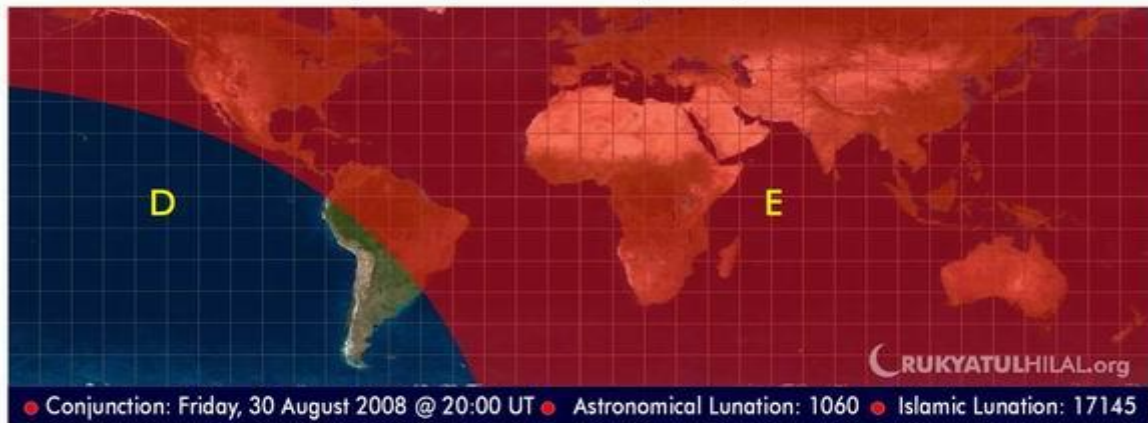 D
E
RUKYATULHILAL.org
Conjunction: Friday, 30 August 2008 @ 20:00 UT ● Astronomical Lunation: 1060 ● Islamic Lunation: 17145